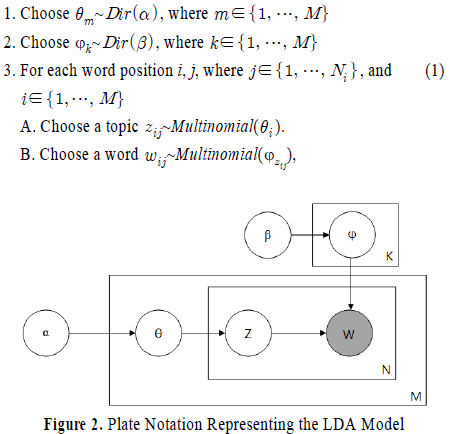 1. Choose θm~Dir(α), where m∈{1, ⋯, M}
2. Choose φk~Dir(β), where k∈{1, ⋯, M}
3. For each word position i, j, where j∈{1, ⋯, Ni}, and (1)
i∈{1, ⋯, M}
A. Choose a topic zij~Multinomial(θi).
B. Choose a word wij~Multinomial(φzij),
β φ
K
α θ Z W
N
M
Figure 2. Plate Notation Representing the LDA Model